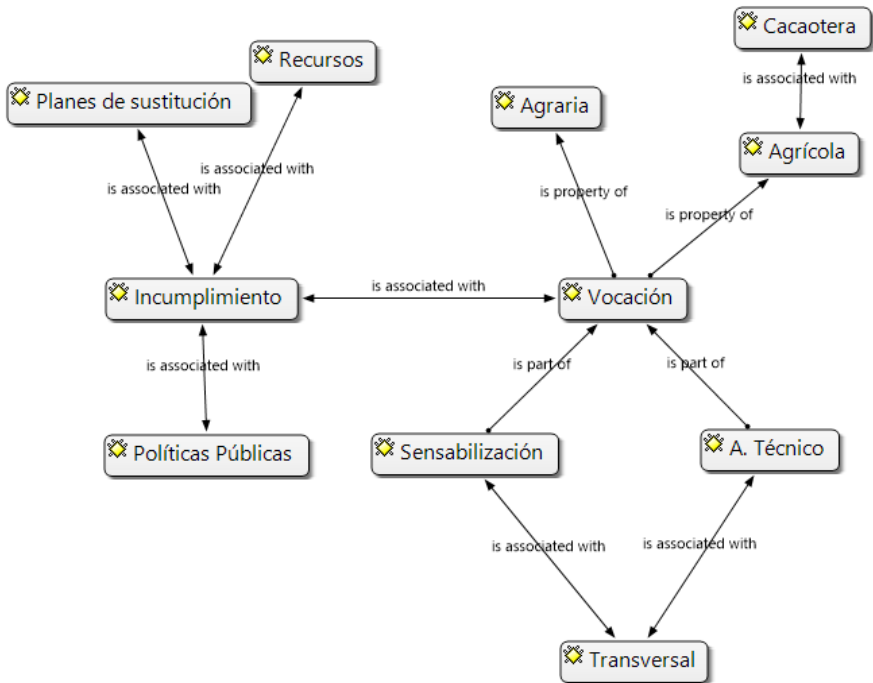 Cacaotera
Recursos
is associated with
Planes de sustitución
Agraria
Agrícola
is associated with
is associated with
is property of
is property of
Incumplimiento
is associated with
Vocación
is associated with
is part of
is part of
Políticas Públicas
Sensabilización
A. Técnico
is associated with
is associated with
Transversal